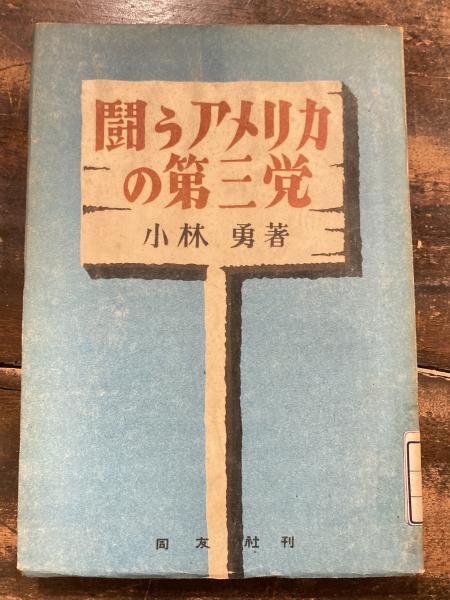 闘うアメリカ
の第三党
小林 勇著
同友社刊